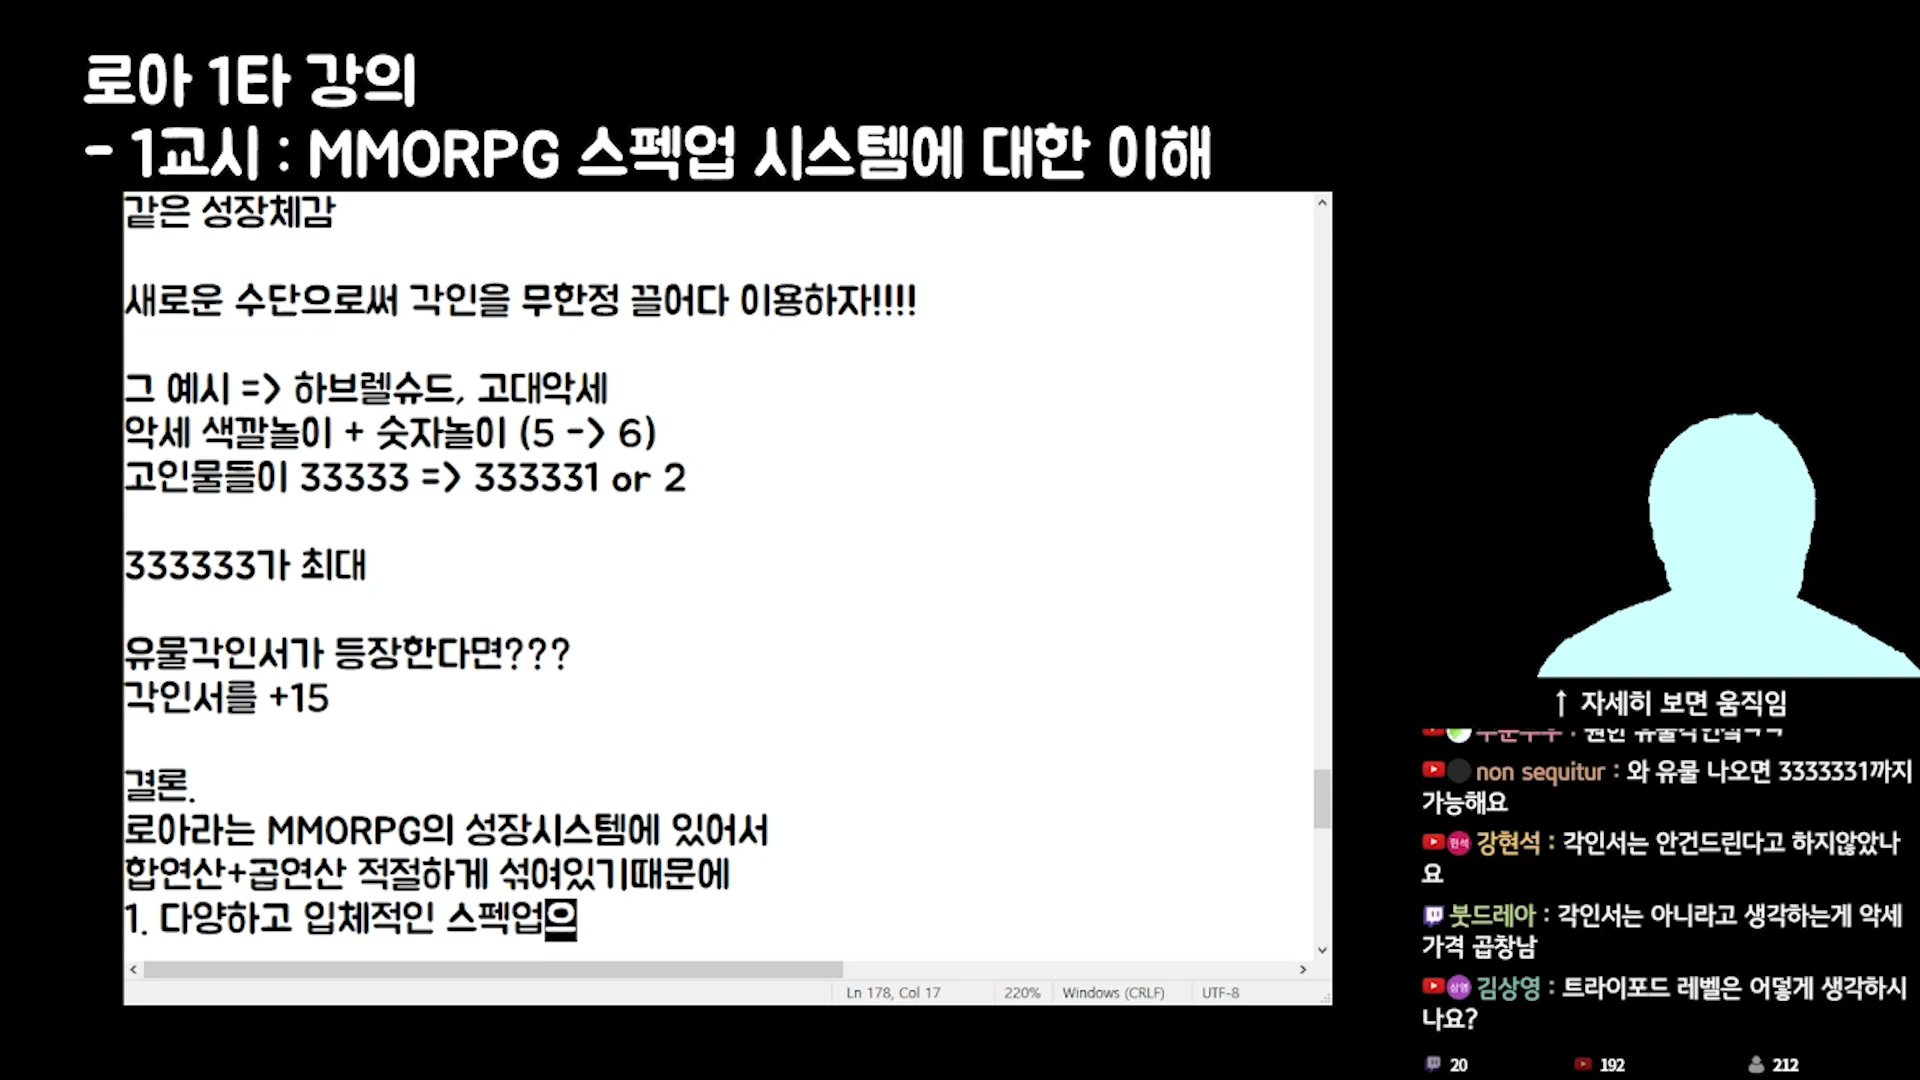 로아 1타 강의
- 1교시 : MMORPG 스펙업 시스템에 대한 이해
같은 성장체감
새로운 수단으로써 각인을 무한정 끌어다 이용하자!!!!
그 예시 => 하브렐슈드, 고대악세
악세 색깔놀이 + 숫자놀이 (5 -> 6)
고인물들이 33333 => 333331 or 2
333333가 최대
유물각인서가 등장한다면???
각인서를 +15
결론.
로아라는 MMORPG의 성장시스템에 있어서
합연산+곱연산 적절하게 섞여있기때문에
1. 다양하고 입체적인 스펙업으
Ln 178, Col 17
220%
Windows (CRLF)
UTF-8
↑ 자세히 보면 움직임
non sequitur : 와 유물 나오면 3333331까지
가능해요
현석 강현석 : 각인서는 안건드린다고 하지않았나
요
붓드레아 : 각인서는 아니라고 생각하는게 악세
가격 곱창남
상영 김상영 : 트라이포드 레벨은 어떻게 생각하시
나요?
20
192
212